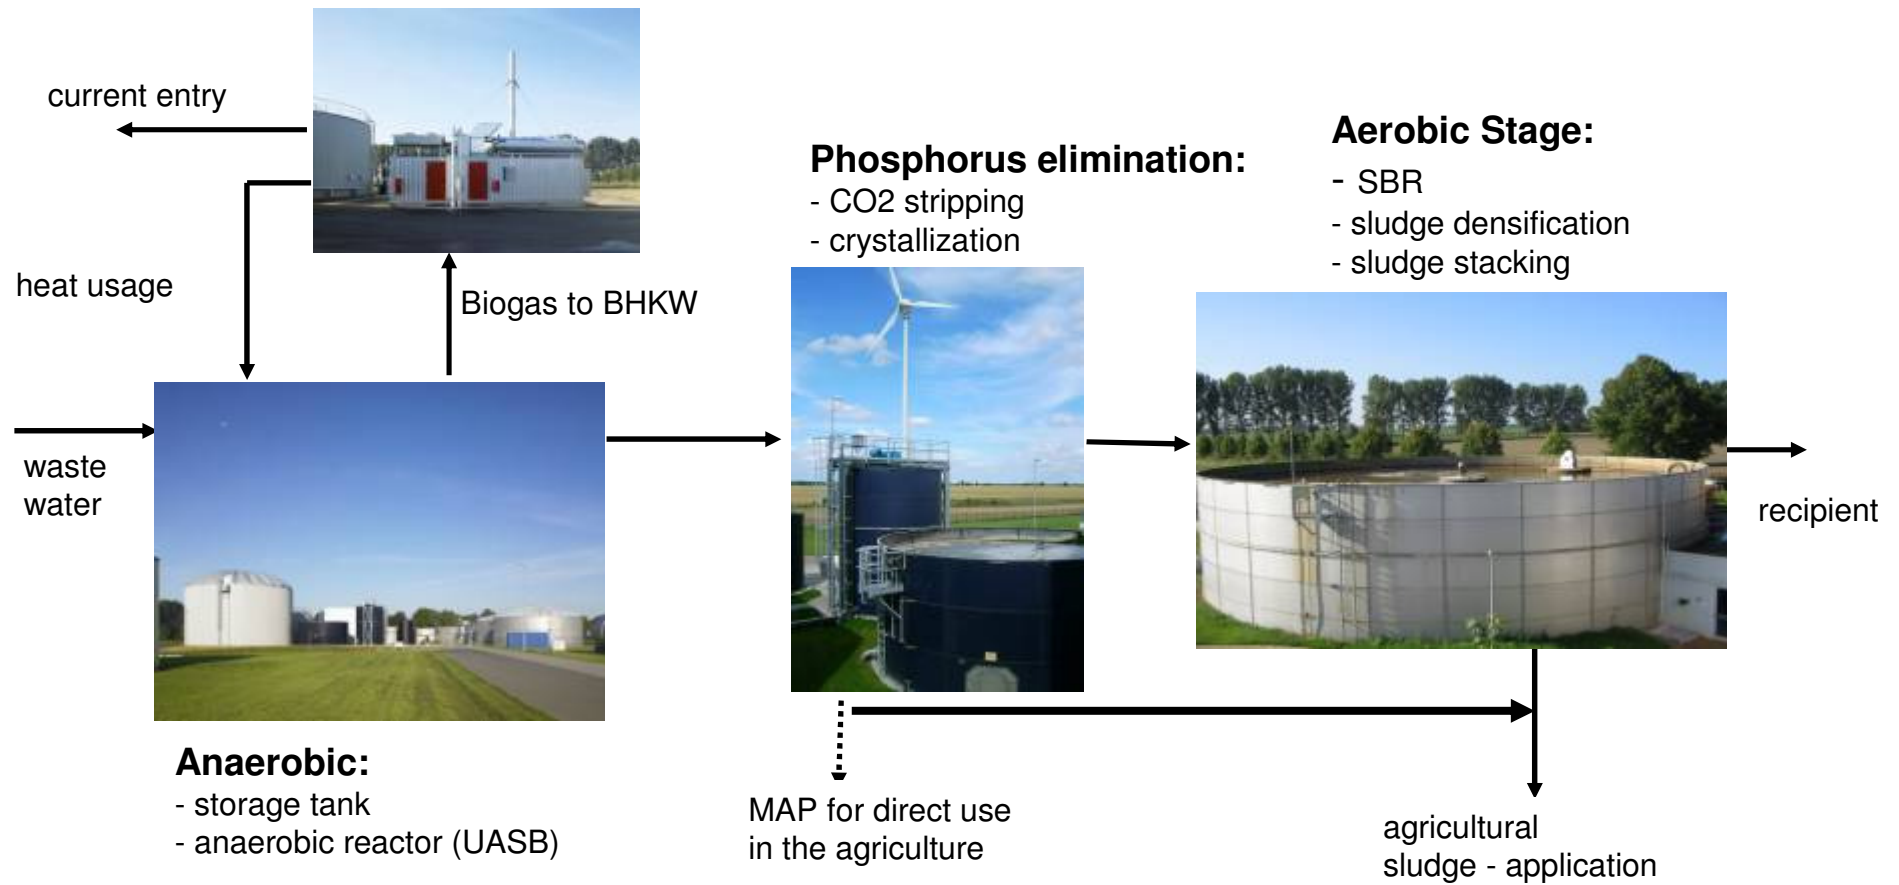 current entry
heat usage
Biogas to BHKW
waste
water
Anaerobic:
- storage tank
- anaerobic reactor (UASB)
Phosphorus elimination:
- CO2 stripping
- crystallization
MAP for direct use
in the agriculture
Aerobic Stage:
- SBR
- sludge densification
- sludge stacking
recipient
agricultural
sludge - application